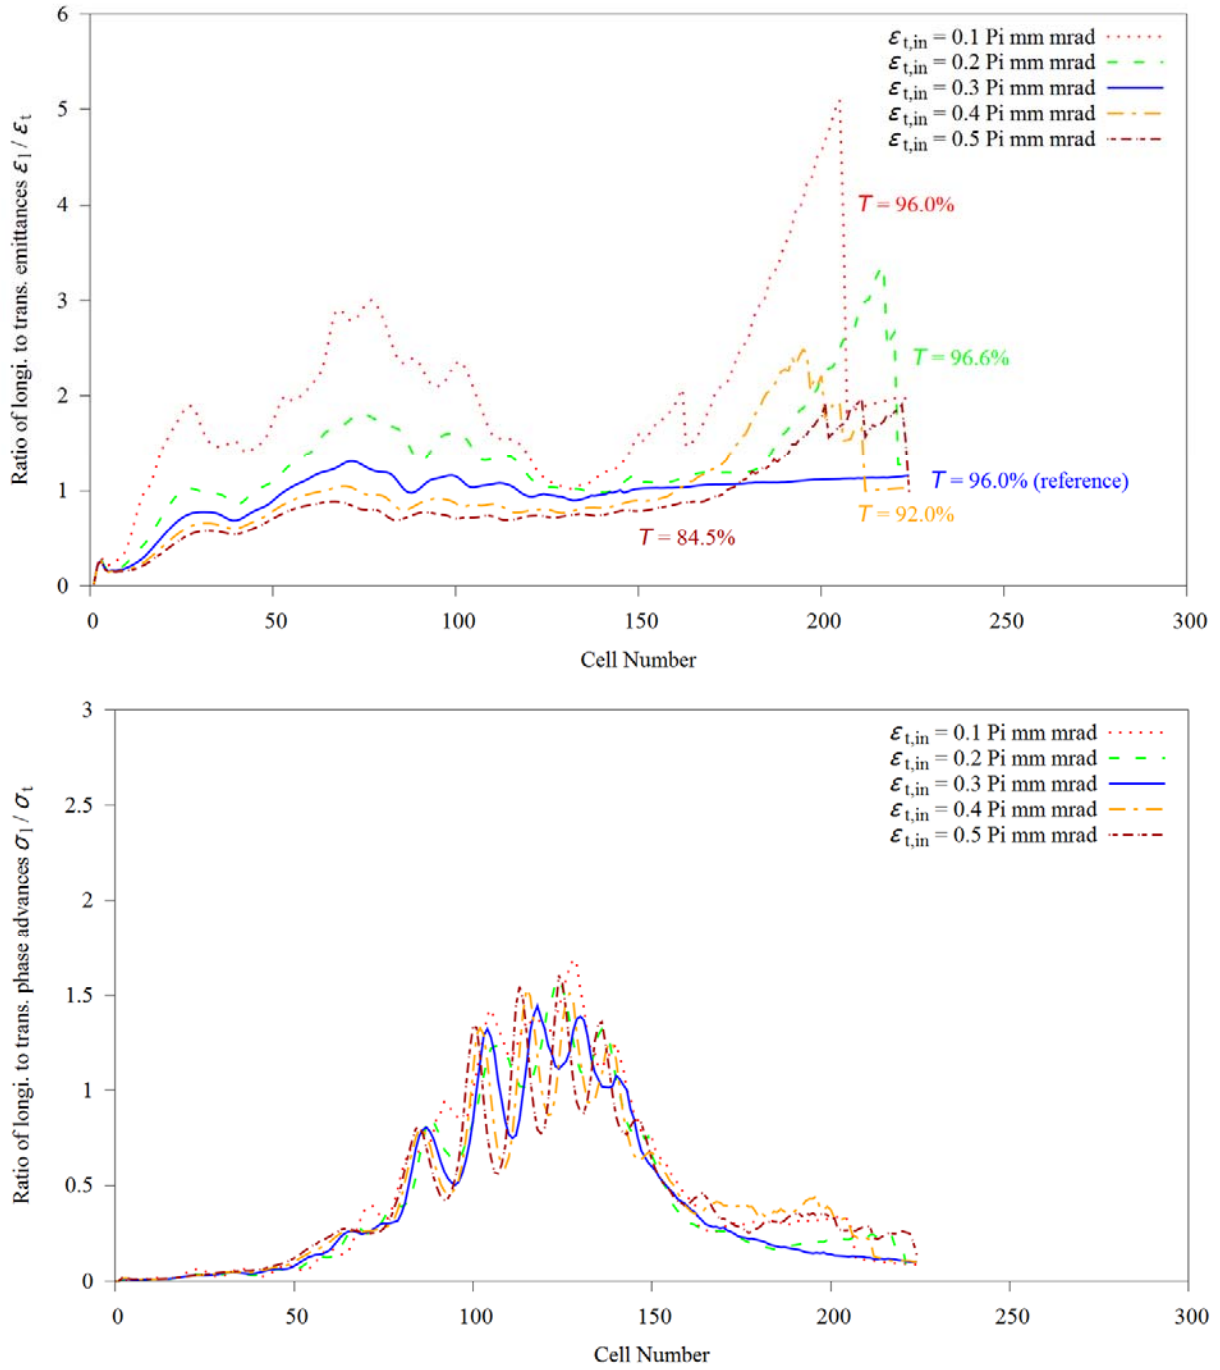 Ratio of longi. to trans. emittances ε_l / ε_t
6
5
4
3
2
1
0
ε_t,in = 0.1 Pi mm mrad
ε_t,in = 0.2 Pi mm mrad
ε_t,in = 0.3 Pi mm mrad
ε_t,in = 0.4 Pi mm mrad
ε_t,in = 0.5 Pi mm mrad
T = 96.0%
T = 96.6%
T = 96.0% (reference)
T = 92.0%
T = 84.5%
0 50 100 150 200 250 300
Cell Number
Ratio of longi. to trans. phase advances σ_l / σ_t
3
2.5
2
1.5
1
0.5
0
ε_t,in = 0.1 Pi mm mrad
ε_t,in = 0.2 Pi mm mrad
ε_t,in = 0.3 Pi mm mrad
ε_t,in = 0.4 Pi mm mrad
ε_t,in = 0.5 Pi mm mrad
0 50 100 150 200 250 300
Cell Number